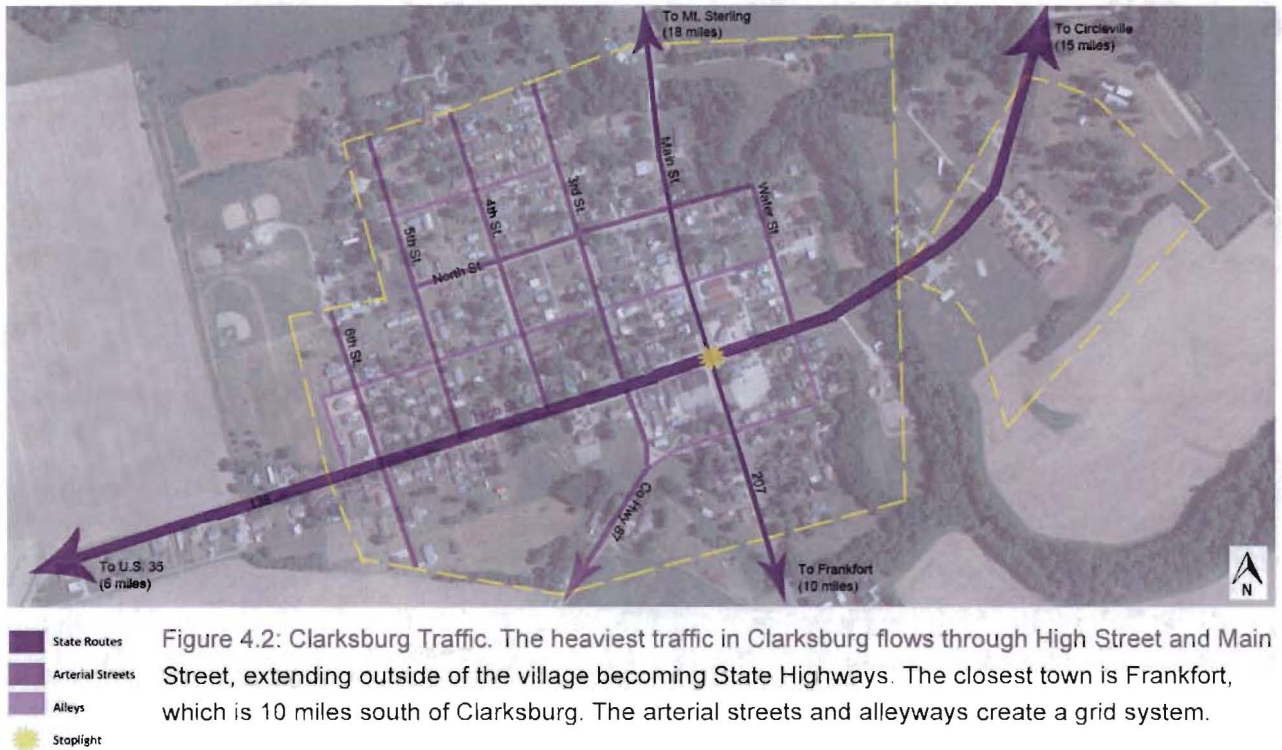 To Mt. Sterling
(18 miles)
To Circleville
(15 miles)
Main St.
Water St
3rd St.
4th St.
5th St.
North St.
6th St.
High St.
138
207
Co Hwy 87
To U.S. 35
(6 miles)
To Frankfort
(10 miles)
N
State Routes
Arterial Streets
Alleys
Stoplight
Figure 4.2: Clarksburg Traffic. The heaviest traffic in Clarksburg flows through High Street and Main
Street, extending outside of the village becoming State Highways. The closest town is Frankfort,
which is 10 miles south of Clarksburg. The arterial streets and alleyways create a grid system.